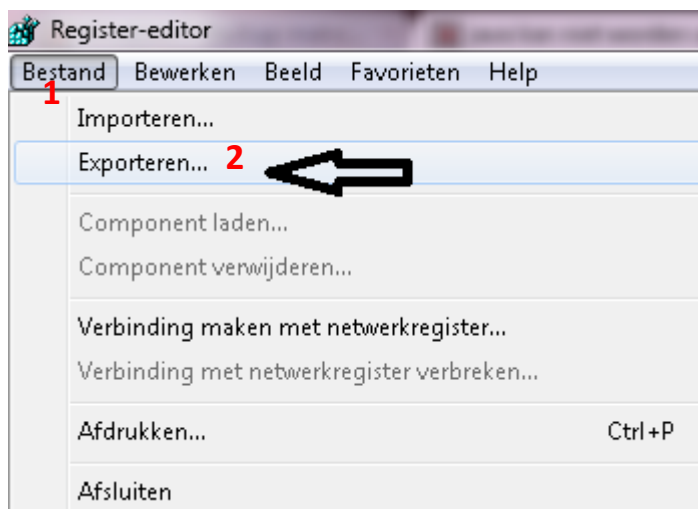 Register-editor
Bestand Bewerken Beeld Favorieten Help
1
Importeren...
Exporteren... 2
Component laden...
Component verwijderen...
Verbinding maken met netwerkregister...
Verbinding met netwerkregister verbreken...
Afdrukken... Ctrl+P
Afsluiten